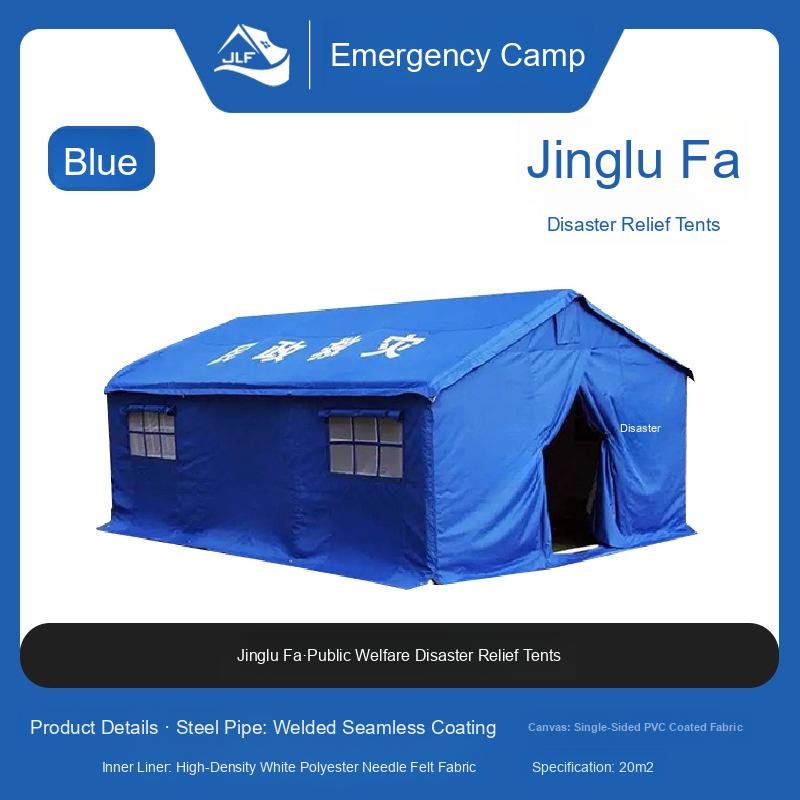 JLF
Emergency Camp
Blue
Jinglu Fa
Disaster Relief Tents
Disaster
Jinglu Fa·Public Welfare Disaster Relief Tents
Product Details · Steel Pipe: Welded Seamless Coating
Canvas: Single-Sided PVC Coated Fabric
Inner Liner: High-Density White Polyester Needle Felt Fabric
Specification: 20m2